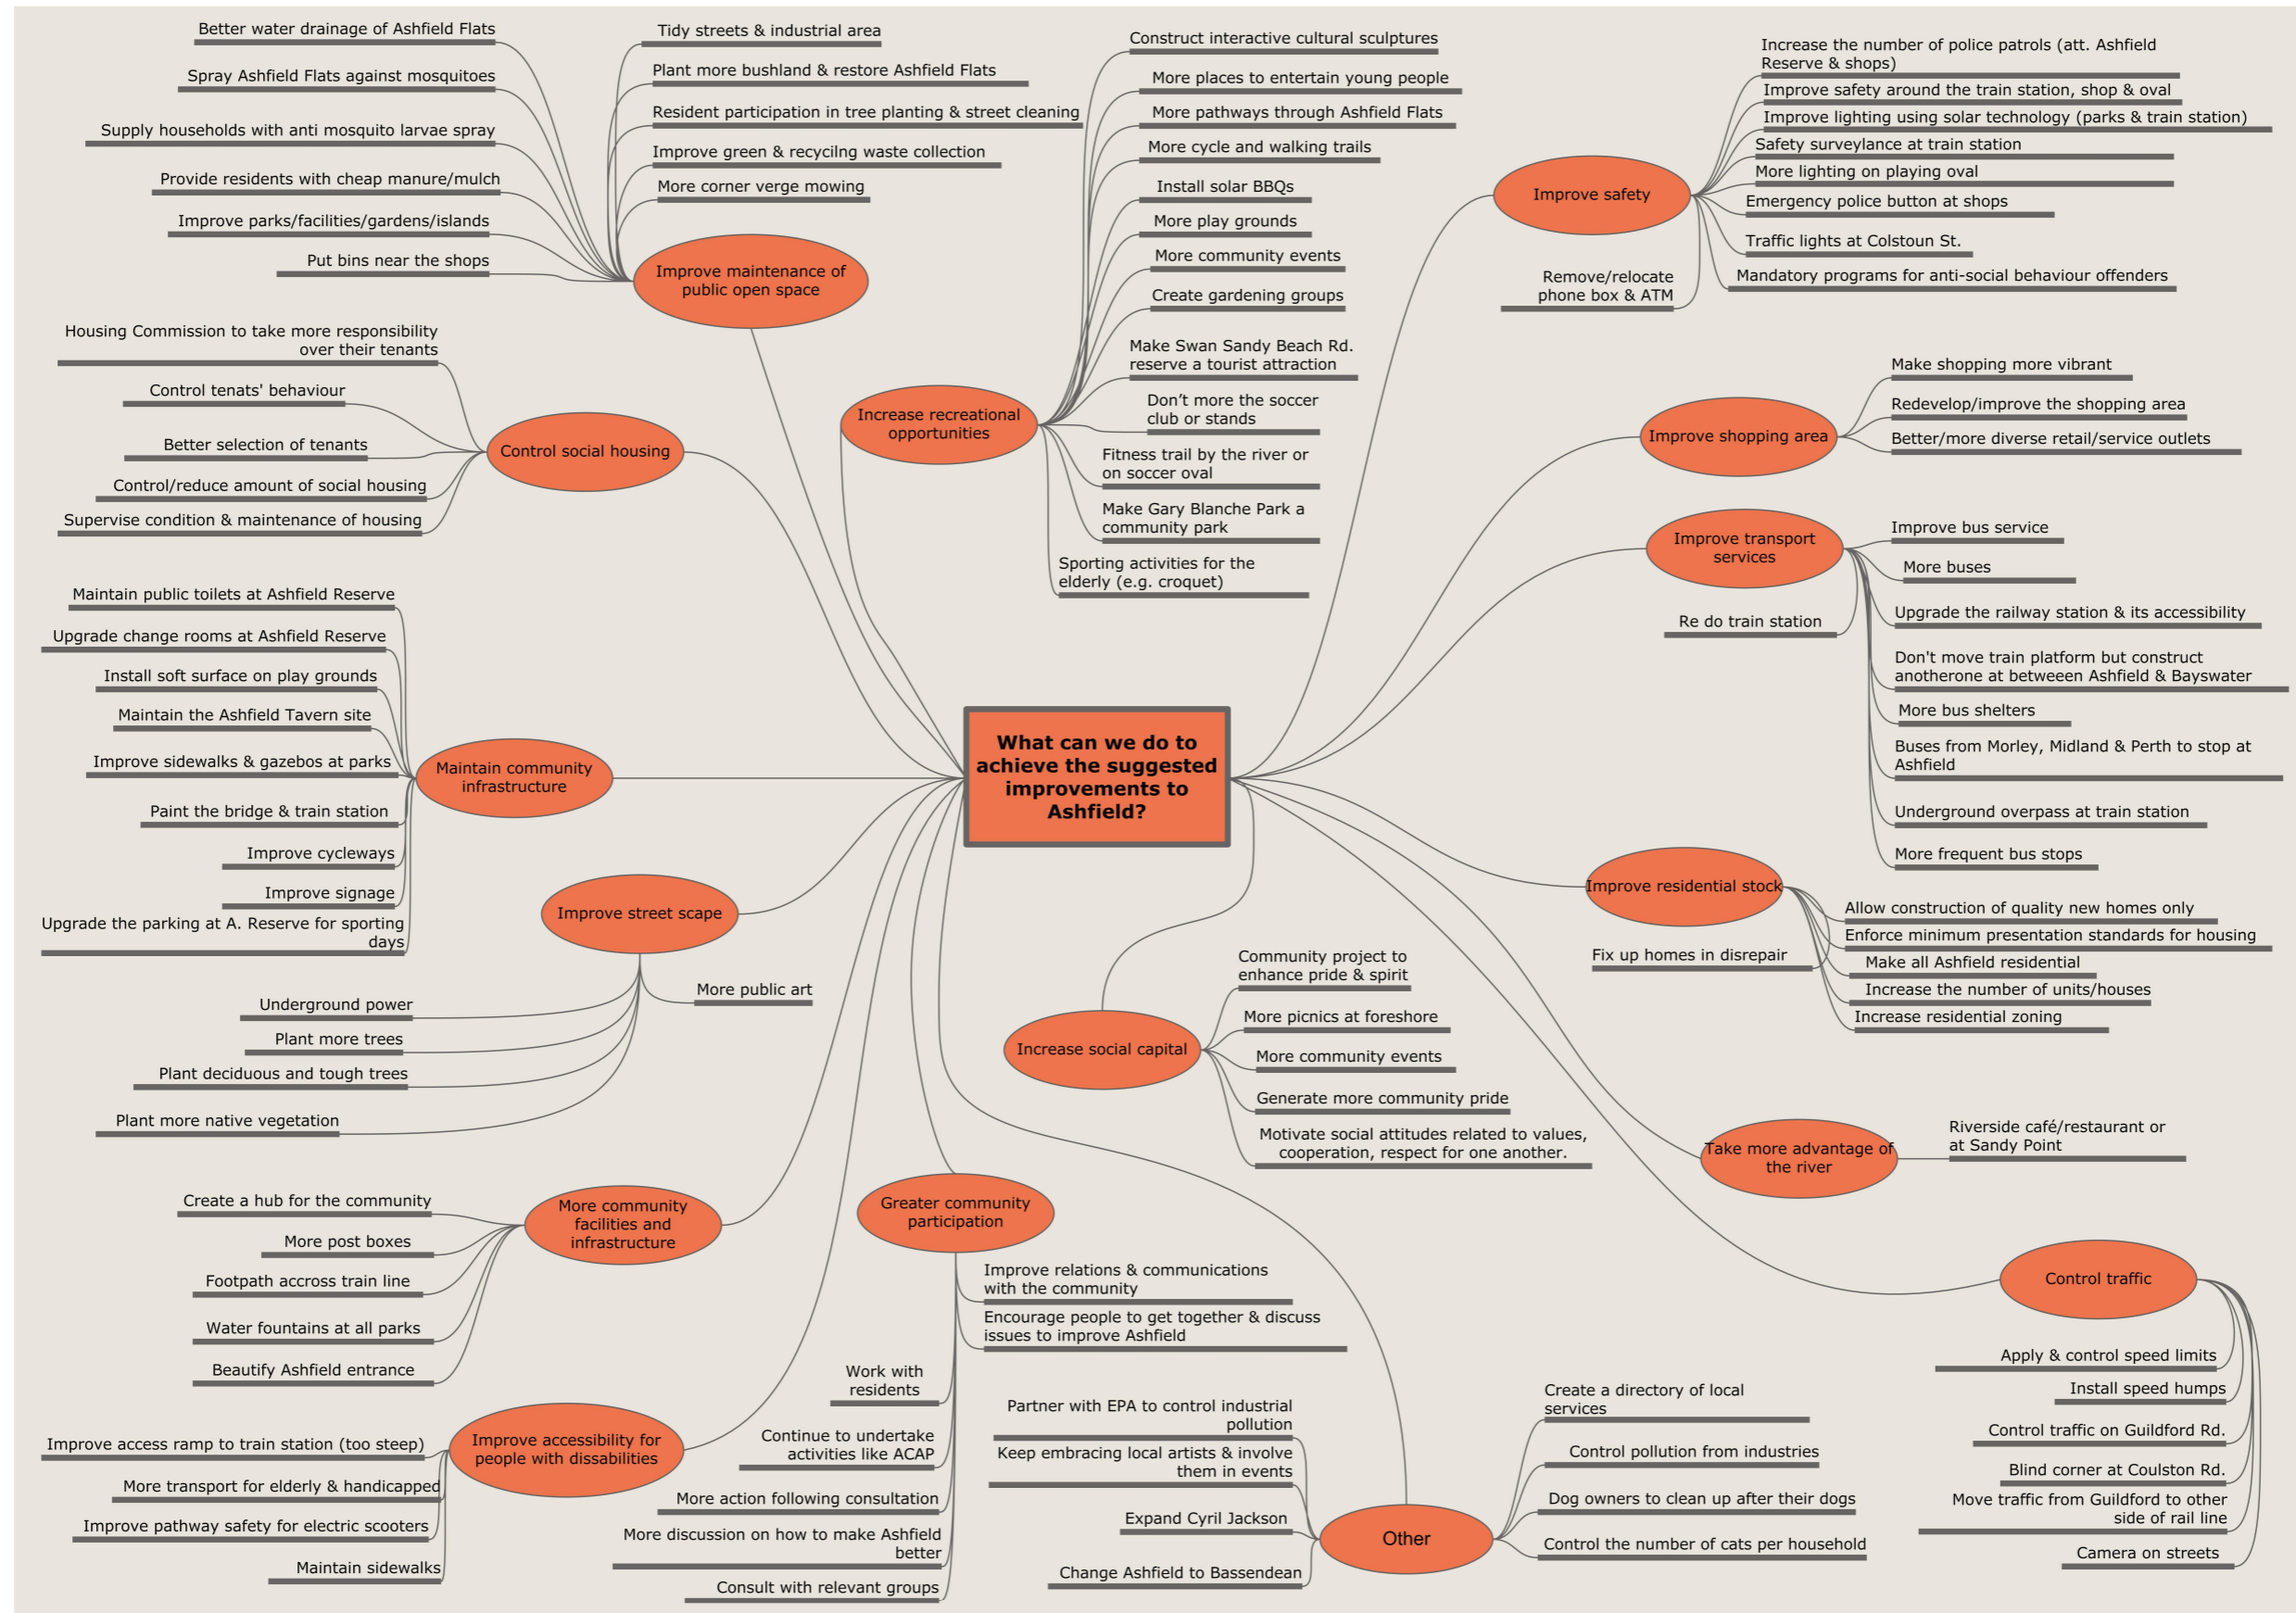 Better water drainage of Ashfield Flats
Spray Ashfield Flats against mosquitoes
Supply households with anti mosquito larvae spray
Provide residents with cheap manure/mulch
Improve parks/facilities/gardens/islands
Put bins near the shops
Tidy streets & industrial area
Plant more bushland & restore Ashfield Flats
Resident participation in tree planting & street cleaning
Improve green & recycilng waste collection
More corner verge mowing
Improve maintenance of
public open space
Housing Commission to take more responsibility
over their tenants
Control tenats' behaviour
Better selection of tenants
Control/reduce amount of social housing
Supervise condition & maintenance of housing
Control social housing
Construct interactive cultural sculptures
More places to entertain young people
More pathways through Ashfield Flats
More cycle and walking trails
Install solar BBQs
More play grounds
More community events
Create gardening groups
Make Swan Sandy Beach Rd.
reserve a tourist attraction
Don’t more the soccer
club or stands
Fitness trail by the river or
on soccer oval
Make Gary Blanche Park a
community park
Sporting activities for the
elderly (e.g. croquet)
Increase recreational
opportunities
Increase the number of police patrols (att. Ashfield
Reserve & shops)
Improve safety around the train station, shop & oval
Improve lighting using solar technology (parks & train station)
Safety surveylance at train station
More lighting on playing oval
Emergency police button at shops
Traffic lights at Colstoun St.
Mandatory programs for anti-social behaviour offenders
Remove/relocate
phone box & ATM
Improve safety
Make shopping more vibrant
Redevelop/improve the shopping area
Better/more diverse retail/service outlets
Improve shopping area
Improve transport
services
Improve bus service
More buses
Upgrade the railway station & its accessibility
Re do train station
Don't move train platform but construct
anotherone at betweeen Ashfield & Bayswater
More bus shelters
Buses from Morley, Midland & Perth to stop at
Ashfield
Underground overpass at train station
More frequent bus stops
Maintain public toilets at Ashfield Reserve
Upgrade change rooms at Ashfield Reserve
Install soft surface on play grounds
Maintain the Ashfield Tavern site
Improve sidewalks & gazebos at parks
Paint the bridge & train station
Improve cycleways
Improve signage
Upgrade the parking at A. Reserve for sporting
days
Maintain community
infrastructure
What can we do to
achieve the suggested
improvements to
Ashfield?
Improve residential stock
Allow construction of quality new homes only
Enforce minimum presentation standards for housing
Fix up homes in disrepair
Make all Ashfield residential
Increase the number of units/houses
Increase residential zoning
Improve street scape
More public art
Underground power
Plant more trees
Plant deciduous and tough trees
Plant more native vegetation
Increase social capital
Community project to
enhance pride & spirit
More picnics at foreshore
More community events
Generate more community pride
Motivate social attitudes related to values,
cooperation, respect for one another.
Take more advantage of
the river
Riverside café/restaurant or
at Sandy Point
Create a hub for the community
More post boxes
Footpath accross train line
Water fountains at all parks
Beautify Ashfield entrance
More community
facilities and
infrastructure
Greater community
participation
Improve relations & communications
with the community
Encourage people to get together & discuss
issues to improve Ashfield
Work with
residents
Continue to undertake
activities like ACAP
More action following consultation
More discussion on how to make Ashfield
better
Consult with relevant groups
Improve access ramp to train station (too steep)
More transport for elderly & handicapped
Improve pathway safety for electric scooters
Maintain sidewalks
Improve accessibility for
people with dissabilities
Partner with EPA to control industrial
pollution
Keep embracing local artists & involve
them in events
Expand Cyril Jackson
Change Ashfield to Bassendean
Other
Create a directory of local
services
Control pollution from industries
Dog owners to clean up after their dogs
Control the number of cats per household
Control traffic
Apply & control speed limits
Install speed humps
Control traffic on Guildford Rd.
Blind corner at Coulston Rd.
Move traffic from Guildford to other
side of rail line
Camera on streets